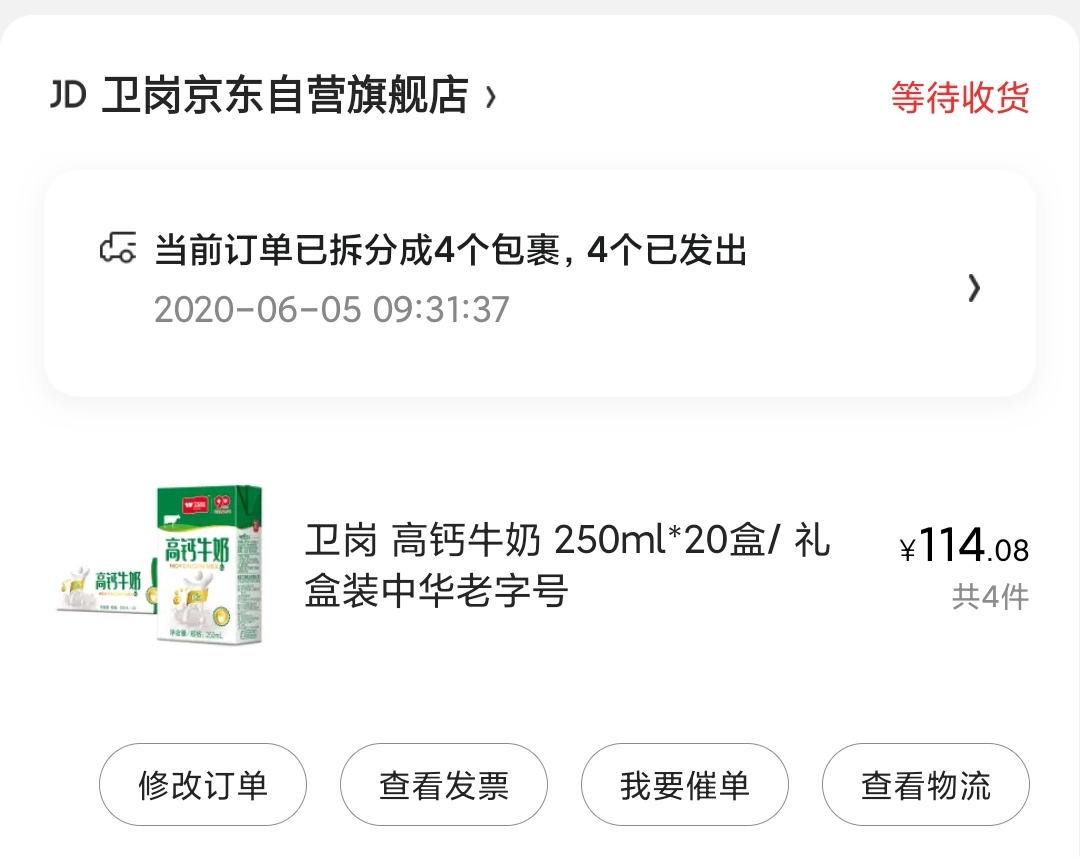 JD 卫岗京东自营旗舰店 ›
等待收货
当前订单已拆分成4个包裹，4个已发出
2020-06-05 09:31:37
高钙牛奶
高钙牛奶
卫岗 高钙牛奶 250ml*20盒/ 礼
盒装中华老字号
¥114.08
共4件
修改订单
查看发票
我要催单
查看物流